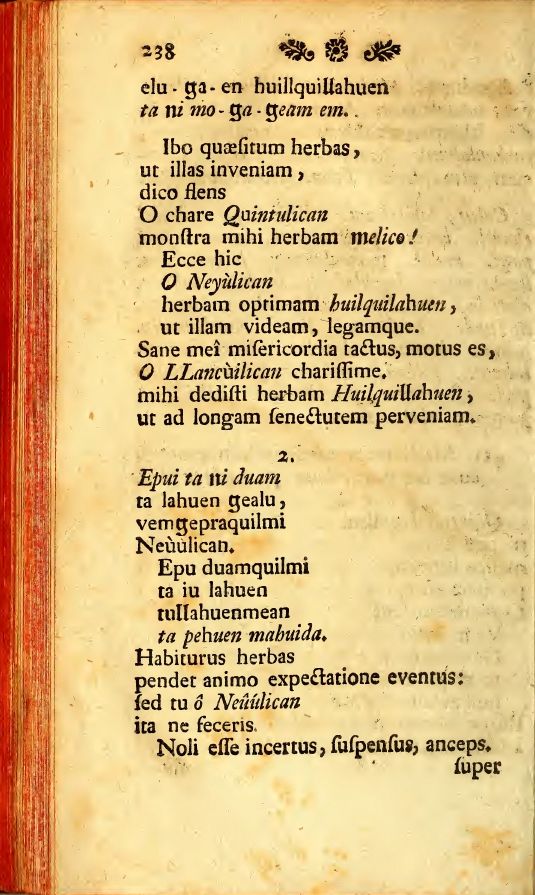 238
elu - ga - en huillquillahuen
ta ni mo - ga - geam em.
Ibo quæſitum herbas,
ut illas inveniam,
dico flens
O chare Quintulican
monſtra mihi herbam melico!
Ecce hic
O Neyùlican
herbam optimam huilquilahuen,
ut illam videam, legamque.
Sane meî miſericordia tactus, motus es,
O LLancùilican chariſſime.
mihi dediſti herbam Huilquillahuen,
ut ad longam ſenectutem perveniam.
2.
Epui ta ni duam
ta lahuen gealu,
vemgepraquilmi
Neùùlican.
Epu duamquilmi
ta iu lahuen
tullahuenmean
ta pehuen mahuida.
Habiturus herbas
pendet animo expectatione eventus:
ſed tu ô Neûúlican
ita ne feceris.
Noli eſſe incertus, ſuſpenſus, anceps.
ſuper